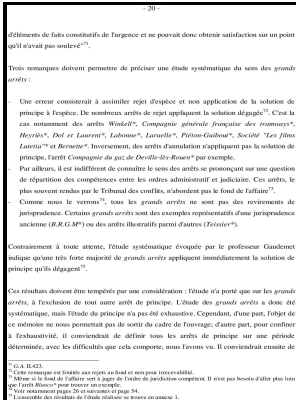 - 20 -
d'éléments de faits constitutifs de l'urgence et ne pouvait donc obtenir satisfaction sur un point
qu'il n'avait pas soulevé"71.
Trois remarques doivent permettre de préciser une étude systématique du sens des grands
arrêts :
- Une erreur consisterait à assimiler rejet d'espèce et non application de la solution de
principe à l'espèce. De nombreux arrêts de rejet appliquent la solution dégagée72. C'est la
cas notamment des arrêts Winkell*, Compagnie générale française des tramways*,
Heyriès*, Dol et Laurent*, Labonne*, Laruelle*, Piéton-Guibout*, Société "Les films
Lutetia"* et Bernette*. Inversement, des arrêts d'annulation n'appliquent pas la solution de
principe, l'arrêt Compagnie du gaz de Deville-lès-Rouen* par exemple.
- Par ailleurs, il est indifférent de connaître le sens des arrêts se prononçant sur une question
de répartition des compétences entre les ordres administratif et judiciaire. Ces arrêts, le
plus souvent rendus par le Tribunal des conflits, n'abordent pas le fond de l'affaire73.
- Comme nous le verrons74, tous les grands arrêts ne sont pas des revirements de
jurisprudence. Certains grands arrêts sont des exemples représentatifs d'une jurisprudence
ancienne (B.R.G.M*) ou des arrêts illustratifs parmi d'autres (Teissier*).
Contrairement à toute attente, l'étude systématique évoquée par le professeur Gaudemet
indique qu'une très forte majorité de grands arrêts appliquent immédiatement la solution de
principe qu'ils dégagent75.
Ces résultats doivent être tempérés par une considération : l'étude n'a porté que sur les grands
arrêts, à l'exclusion de tout autre arrêt de principe. L'étude des grands arrêts a donc été
systématique, mais l'étude du principe n'a pas été exhaustive. Cependant, d'une part, l'objet de
ce mémoire ne nous permettait pas de sortir du cadre de l'ouvrage; d'autre part, pour confiner
à l'exhaustivité, il conviendrait de définir tous les arrêts de principe sur une période
déterminée, avec les difficultés que cela comporte, nous l'avons vu. Il conviendrait ensuite de
71 G.A. II.423.
72 Cette remarque est limitée aux rejets au fond et non pour irrecevabilité.
73 Même si le fond de l'affaire sert à juger de l'ordre de juridiction compétent. Il n'est pas besoin d'aller plus loin
que l'arrêt Blanco* pour trouver un exemple.
74 Voir notamment pages 26 et suivantes et page 54.
75 L'ensemble des résultats de l'étude réalisée se trouve en annexe 1.